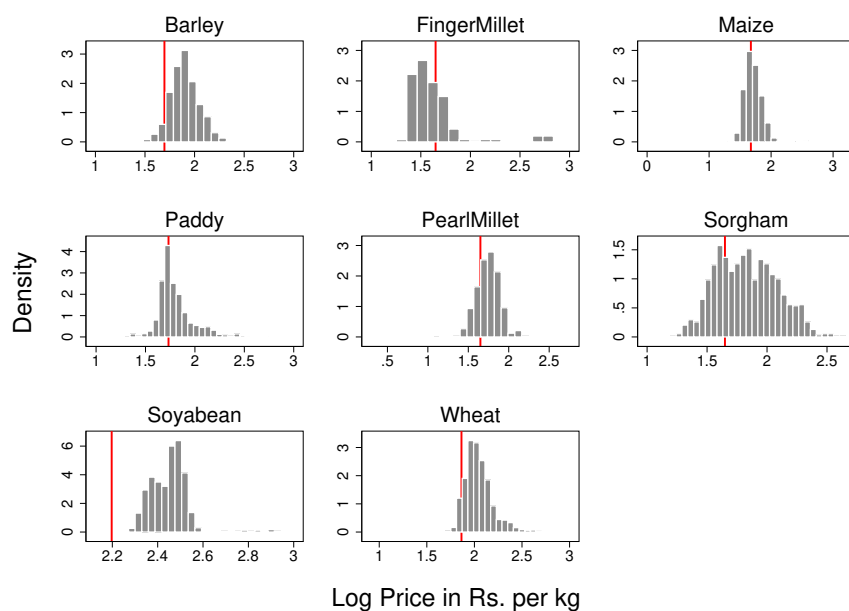 Barley
FingerMillet
Maize
0 1 2 3
1 1.5 2 2.5 3
0 1 2 3
1 1.5 2 2.5 3
0 1 2 3
0 1 2 3
Paddy
PearlMillet
Sorgham
Density
0 1 2 3 4
1 1.5 2 2.5 3
0 1 2 3
.5 1 1.5 2 2.5
0 .5 1 1.5
1 1.5 2 2.5
Soyabean
Wheat
0 2 4 6
2.2 2.4 2.6 2.8 3
0 1 2 3
1 1.5 2 2.5 3
Log Price in Rs. per kg